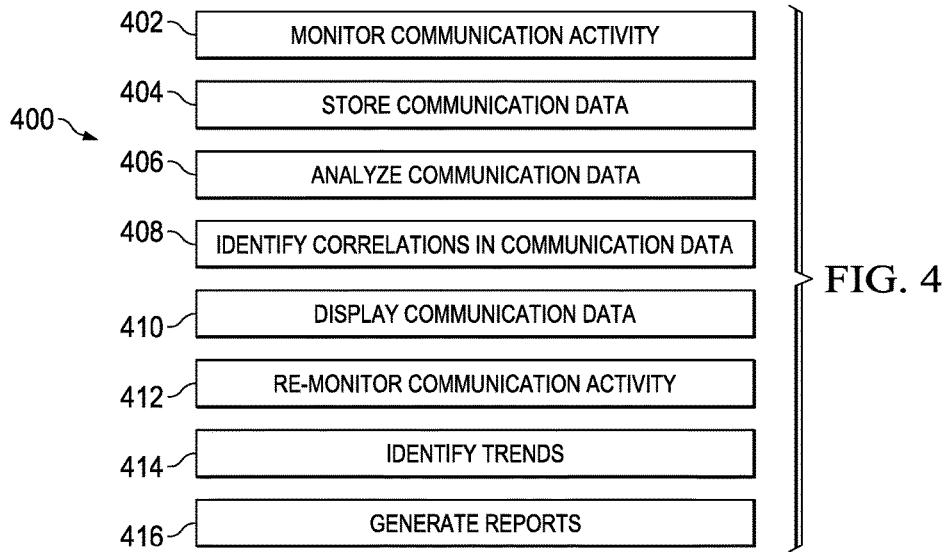 402 MONITOR COMMUNICATION ACTIVITY
404 STORE COMMUNICATION DATA
400
406 ANALYZE COMMUNICATION DATA
408 IDENTIFY CORRELATIONS IN COMMUNICATION DATA
FIG. 4
410 DISPLAY COMMUNICATION DATA
412 RE-MONITOR COMMUNICATION ACTIVITY
414 IDENTIFY TRENDS
416 GENERATE REPORTS